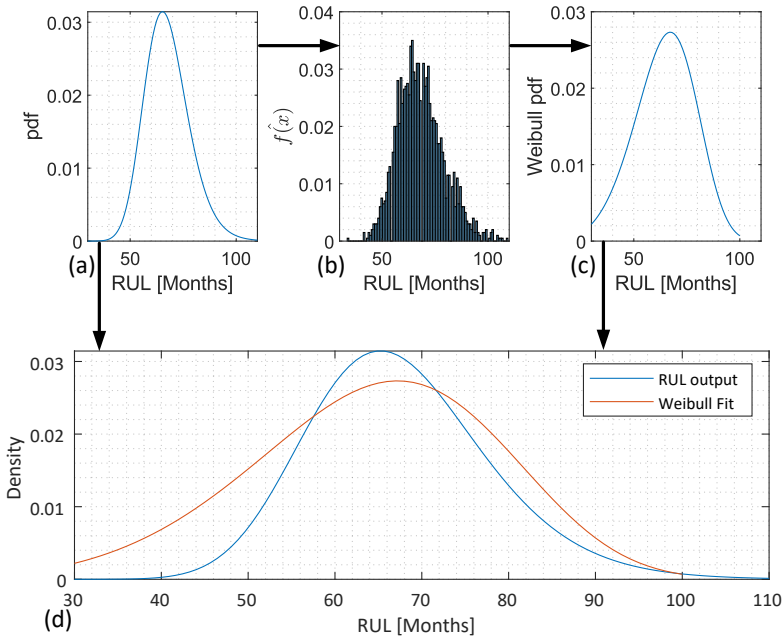 pdf
0.03
0.02
0.01
0
50
100
(a)
RUL [Months]
f̂(x)
0.04
0.03
0.02
0.01
0
50
100
(b)
RUL [Months]
Weibull pdf
0.03
0.02
0.01
0
50
100
(c)
RUL [Months]
Density
0.03
0.02
0.01
0
30
40
50
60
70
80
90
100
110
(d)
RUL [Months]
RUL output
Weibull Fit